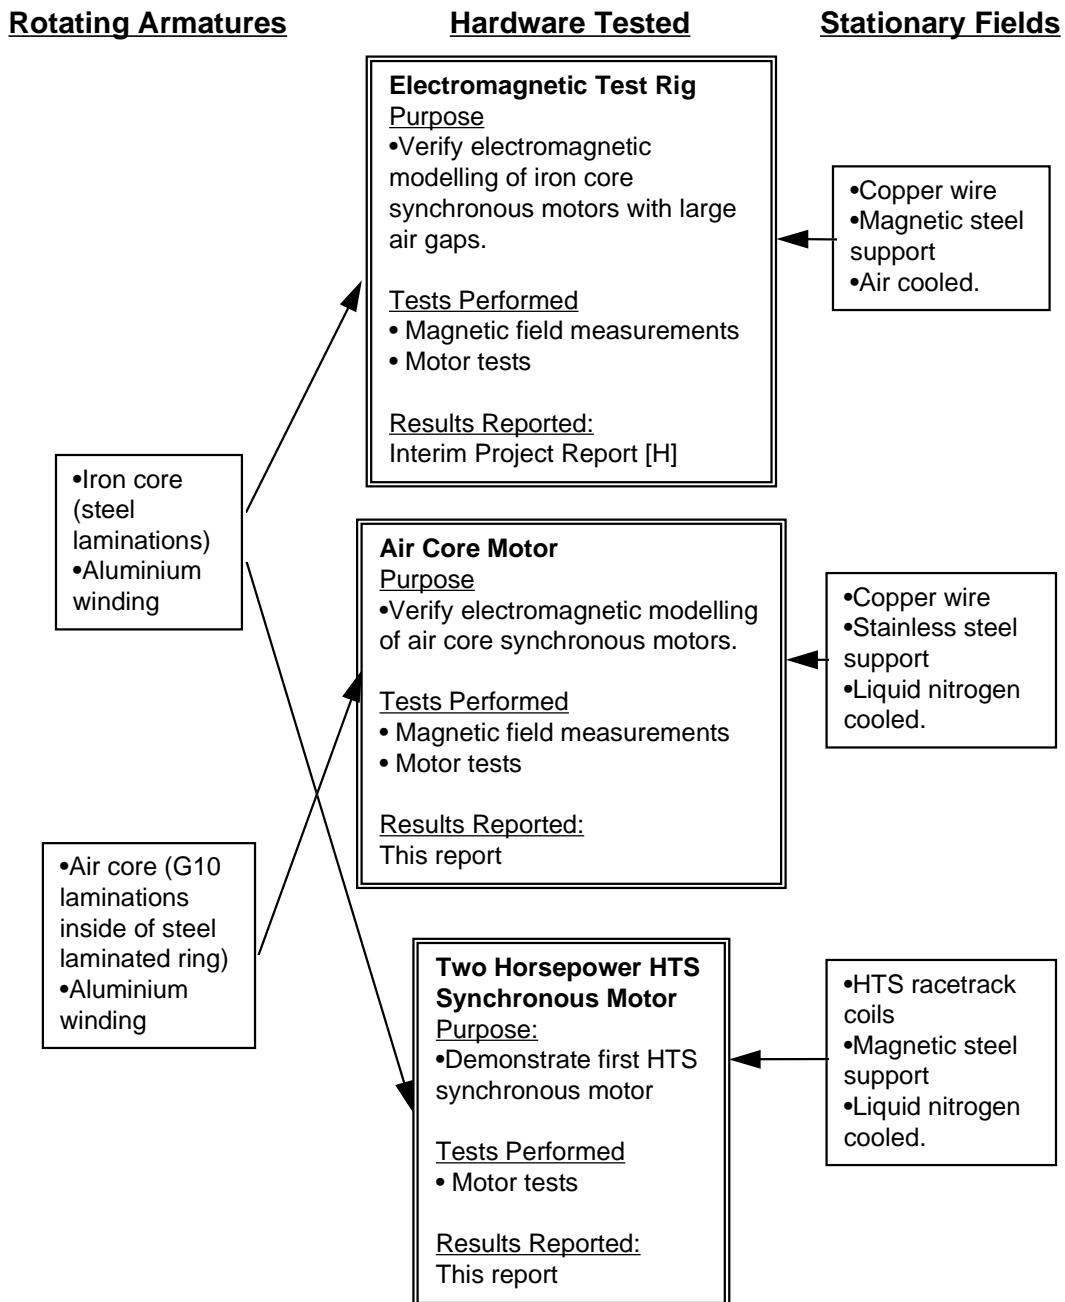 Rotating Armatures
Hardware Tested
Stationary Fields
Electromagnetic Test Rig
Purpose
•Verify electromagnetic
modelling of iron core
synchronous motors with large
air gaps.
Tests Performed
• Magnetic field measurements
• Motor tests
Results Reported:
Interim Project Report [H]
•Copper wire
•Magnetic steel
support
•Air cooled.
•Iron core
(steel
laminations)
•Aluminium
winding
Air Core Motor
Purpose
•Verify electromagnetic modelling
of air core synchronous motors.
Tests Performed
• Magnetic field measurements
• Motor tests
Results Reported:
This report
•Copper wire
•Stainless steel
support
•Liquid nitrogen
cooled.
•Air core (G10
laminations
inside of steel
laminated ring)
•Aluminium
winding
Two Horsepower HTS
Synchronous Motor
Purpose:
•Demonstrate first HTS
synchronous motor
Tests Performed
• Motor tests
Results Reported:
This report
•HTS racetrack
coils
•Magnetic steel
support
•Liquid nitrogen
cooled.